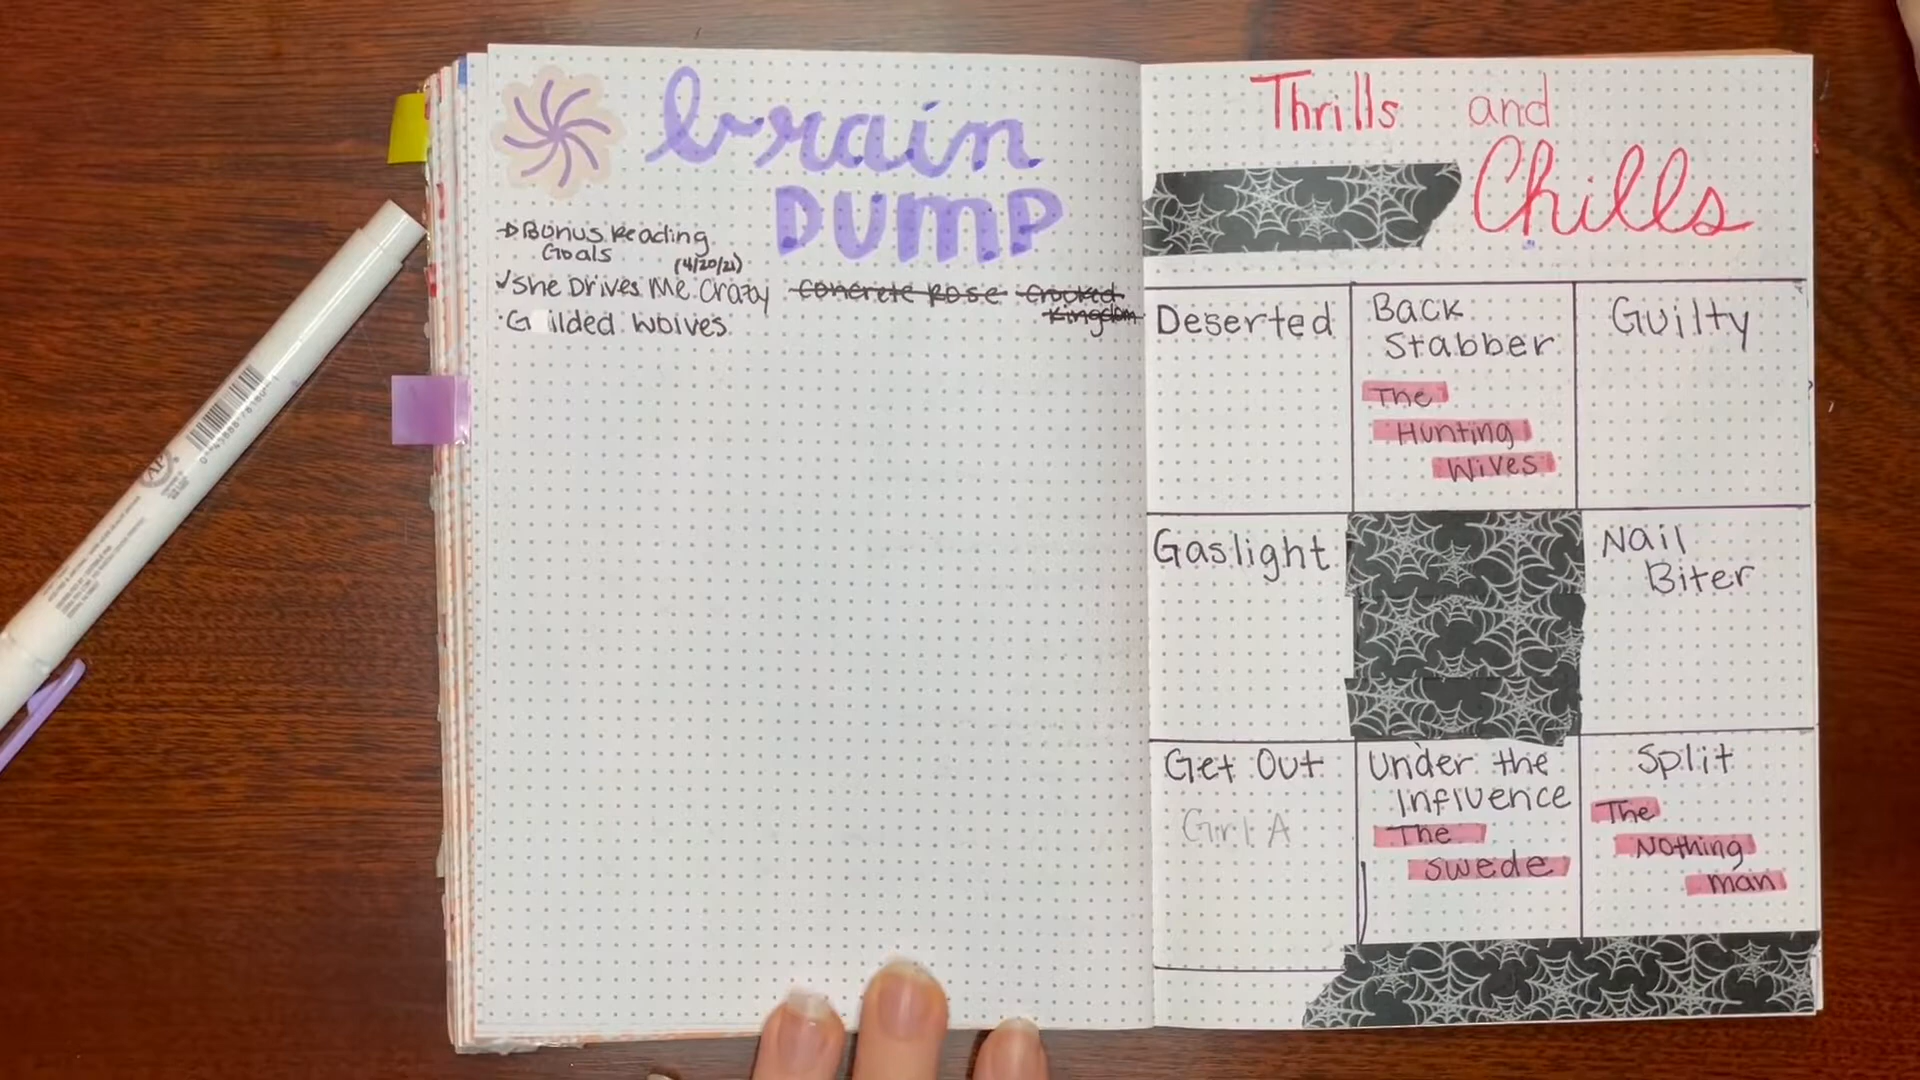 brain
DUMP
→ Bonus Reading
Goals
(4/20/21)
✓ She Drives Me Crazy Concrete Rose Crooked
Kingdom
· G ilded Wolves
Thrills and
Chills
Deserted
Back
Stabber
The
Hunting
Wives
Guilty
Gaslight
Nail
Biter
Get Out
Girl A
Under the
Influence
The
Swede
Split
The
Nothing
man
AP